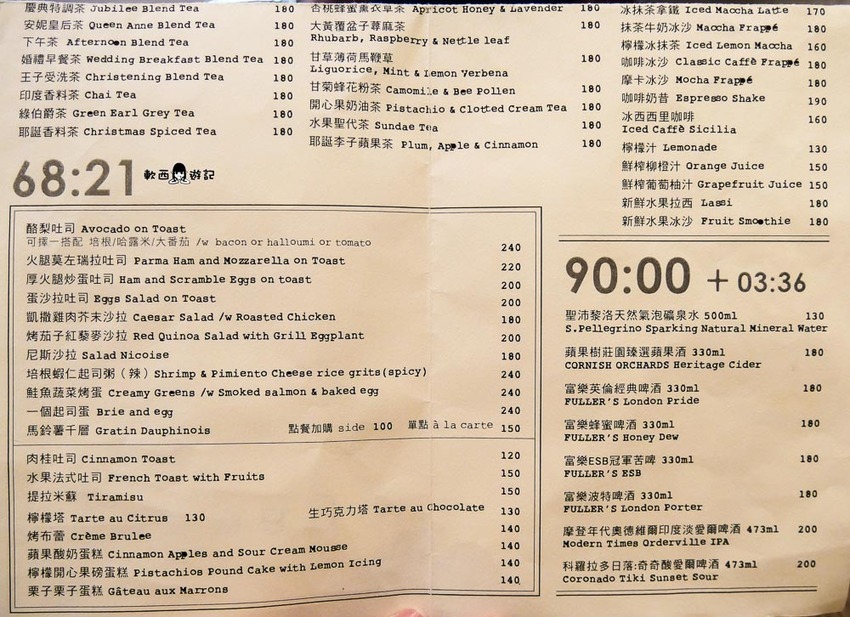 慶典特調茶 Jubilee Blend Tea 180
安妮皇后茶 Queen Anne Blend Tea 180
下午茶 Afternoon Blend Tea 180
婚禮早餐茶 Wedding Breakfast Blend Tea 180
王子受洗茶 Christening Blend Tea 180
印度香料茶 Chai Tea 180
綠伯爵茶 Green Earl Grey Tea 180
耶誕香料茶 Christmas Spiced Tea 180
杏桃蜂蜜薰衣草茶 Apricot Honey & Lavender 180
大黃覆盆子蕁麻茶 180
Rhubarb, Raspberry & Nettle leaf
甘草薄荷馬鞭草 180
Liguorice, Mint & Lemon Verbena
甘菊蜂花粉茶 Camomile & Bee Pollen 180
開心果奶油茶 Pistachio & Clotted Cream Tea 180
水果聖代茶 Sundae Tea 180
耶誕李子蘋果茶 Plum, Apple & Cinnamon 180
冰抹茶拿鐵 Iced Maccha Latte 170
抹茶牛奶冰沙 Maccha Frappé 180
檸檬冰抹茶 Iced Lemon Maccha 160
咖啡冰沙 Classic Caffè Frappé 180
摩卡冰沙 Mocha Frappé 180
咖啡奶昔 Espresso Shake 190
冰西西里咖啡 160
Iced Caffè Sicilia
檸檬汁 Lemonade 130
鮮榨柳橙汁 Orange Juice 150
鮮榨葡萄柚汁 Grapefruit Juice 150
新鮮水果拉西 Lassi 180
新鮮水果冰沙 Fruit Smoothie 180
68:21 軟西遊記
酪梨吐司 Avocado on Toast
可擇一搭配 培根/哈露米/大番茄 /w bacon or halloumi or tomato 240
火腿莫左瑞拉吐司 Parma Ham and Mozzarella on Toast 220
厚火腿炒蛋吐司 Ham and Scramble Eggs on toast 200
蛋沙拉吐司 Eggs Salad on Toast 200
凱撒雞肉芥末沙拉 Caesar Salad /w Roasted Chicken 180
烤茄子紅藜麥沙拉 Red Quinoa Salad with Grill Eggplant 200
尼斯沙拉 Salad Nicoise 180
培根蝦仁起司粥（辣）Shrimp & Pimiento Cheese rice grits(spicy) 240
鮭魚蔬菜烤蛋 Creamy Greens /w Smoked salmon & baked egg 240
一個起司蛋 Brie and egg 240
馬鈴薯千層 Gratin Dauphinois 點餐加購 side 100 單點 à la carte 150
肉桂吐司 Cinnamon Toast 120
水果法式吐司 French Toast with Fruits 150
提拉米蘇 Tiramisu 150
檸檬塔 Tarte au Citrus 130 生巧克力塔 Tarte au Chocolate 130
烤布蕾 Crème Brulee 140
蘋果酸奶蛋糕 Cinnamon Apples and Sour Cream Mousse 140
檸檬開心果磅蛋糕 Pistachios Pound Cake with Lemon Icing 140
栗子栗子蛋糕 Gâteau aux Marrons 140
90:00 + 03:36
聖沛黎洛天然氣泡礦泉水 500ml 130
S.Pellegrino Sparking Natural Mineral Water
蘋果樹莊園臻選蘋果酒 330ml 180
CORNISH ORCHARDS Heritage Cider
富樂英倫經典啤酒 330ml 180
FULLER'S London Pride
富樂蜂蜜啤酒 330ml 180
FULLER'S Honey Dew
富樂ESB冠軍苦啤 330ml 180
FULLER'S ESB
富樂波特啤酒 330ml 180
FULLER'S London Porter
摩登年代奧德維爾印度淡愛爾啤酒 473ml 200
Modern Times Orderville IPA
科羅拉多日落:奇奇酸愛爾啤酒 473ml 200
Coronado Tiki Sunset Sour